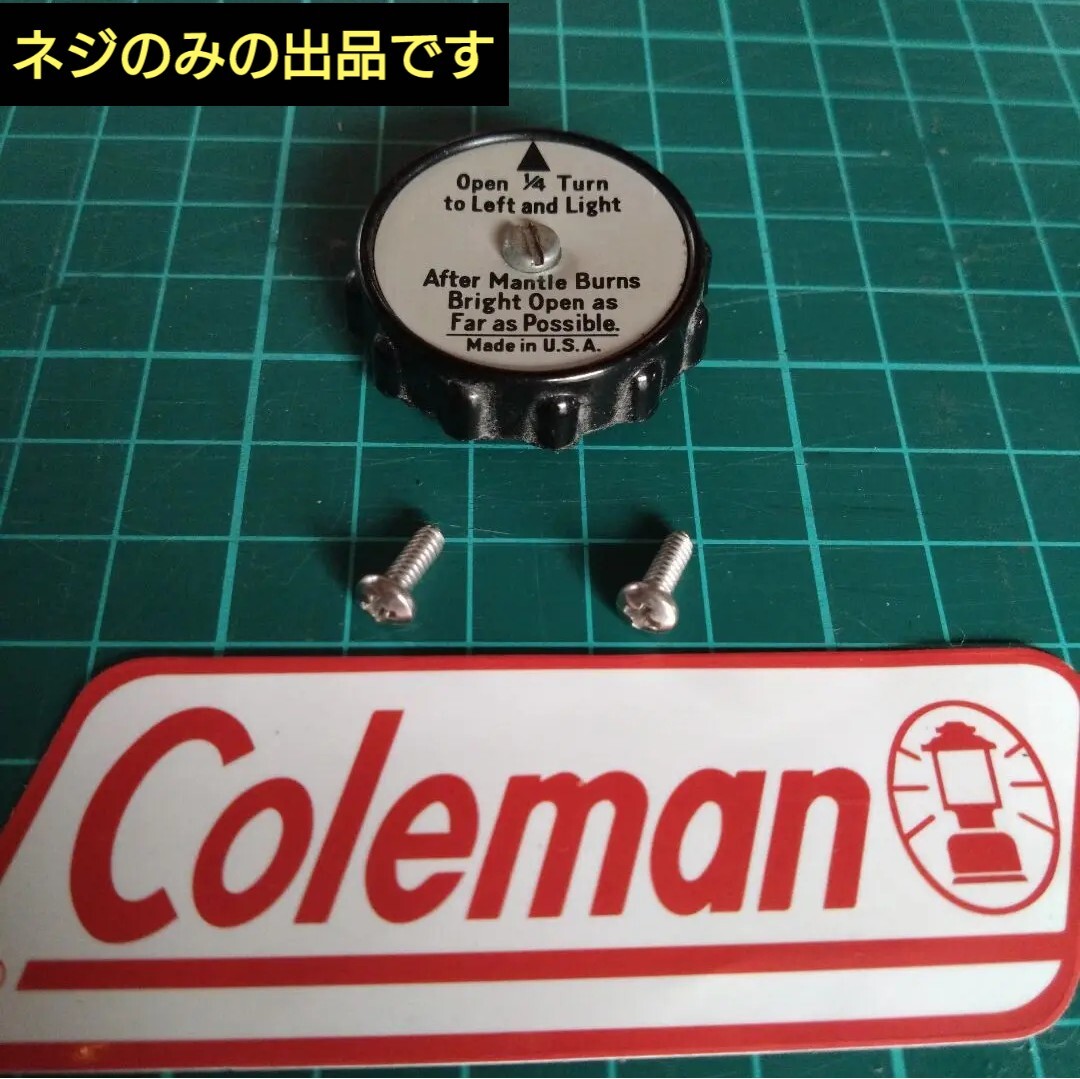 ネジのみの出品です
Open ¼ Turn
to Left and Light
After Mantle Burns
Bright Open as
Far as Possible.
Made in U.S.A.
Coleman